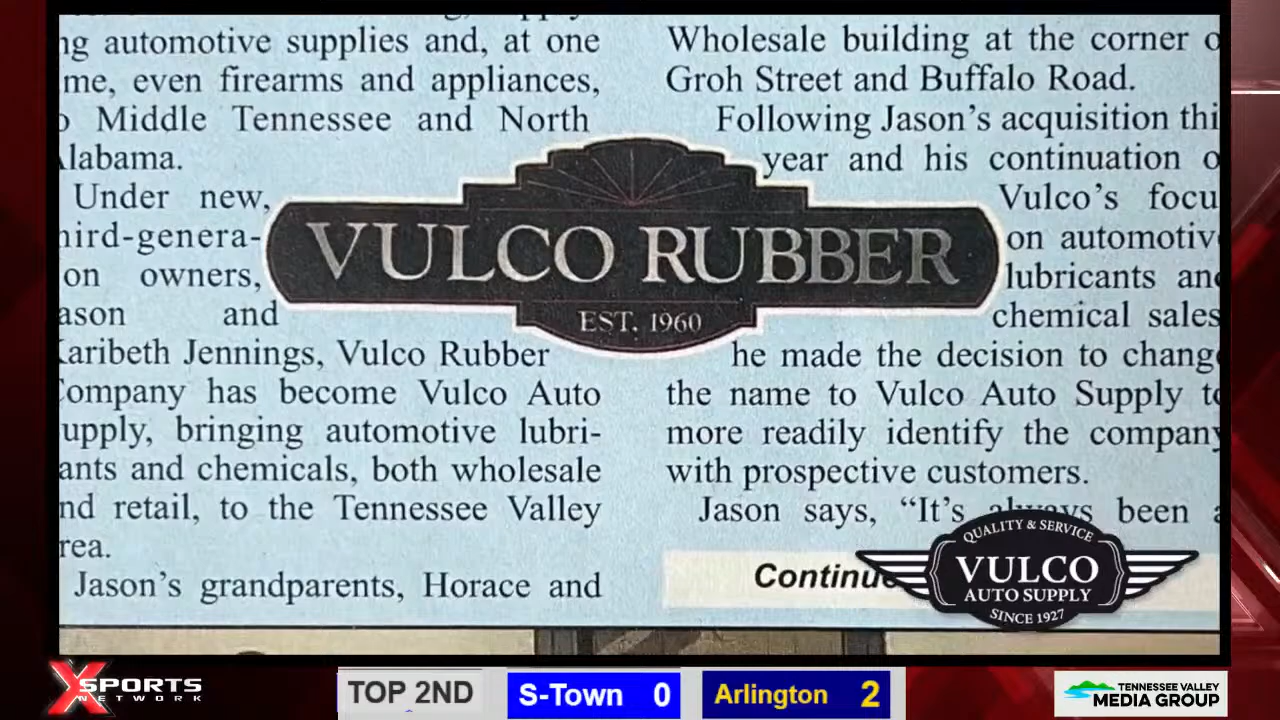 ng automotive supplies and, at one
me, even firearms and appliances,
o Middle Tennessee and North
labama.
Under new,
hird-genera-
on owners,
ason and
aribeth Jennings, Vulco Rubber
ompany has become Vulco Auto
upply, bringing automotive lubri-
ants and chemicals, both wholesale
nd retail, to the Tennessee Valley
rea.
Jason's grandparents, Horace and
VULCO RUBBER
EST. 1960
Wholesale building at the corner o
Groh Street and Buffalo Road.
Following Jason's acquisition thi
year and his continuation o
Vulco's focu
on automotiv
lubricants an
chemical sales
he made the decision to chang
the name to Vulco Auto Supply to
more readily identify the company
with prospective customers.
Jason says, "It's always been a
Continue
QUALITY & SERVICE
VULCO
AUTO SUPPLY
SINCE 1927
XSPORTS
NETWORK
TOP 2ND
S-Town 0
Arlington 2
TENNESSEE VALLEY
MEDIA GROUP